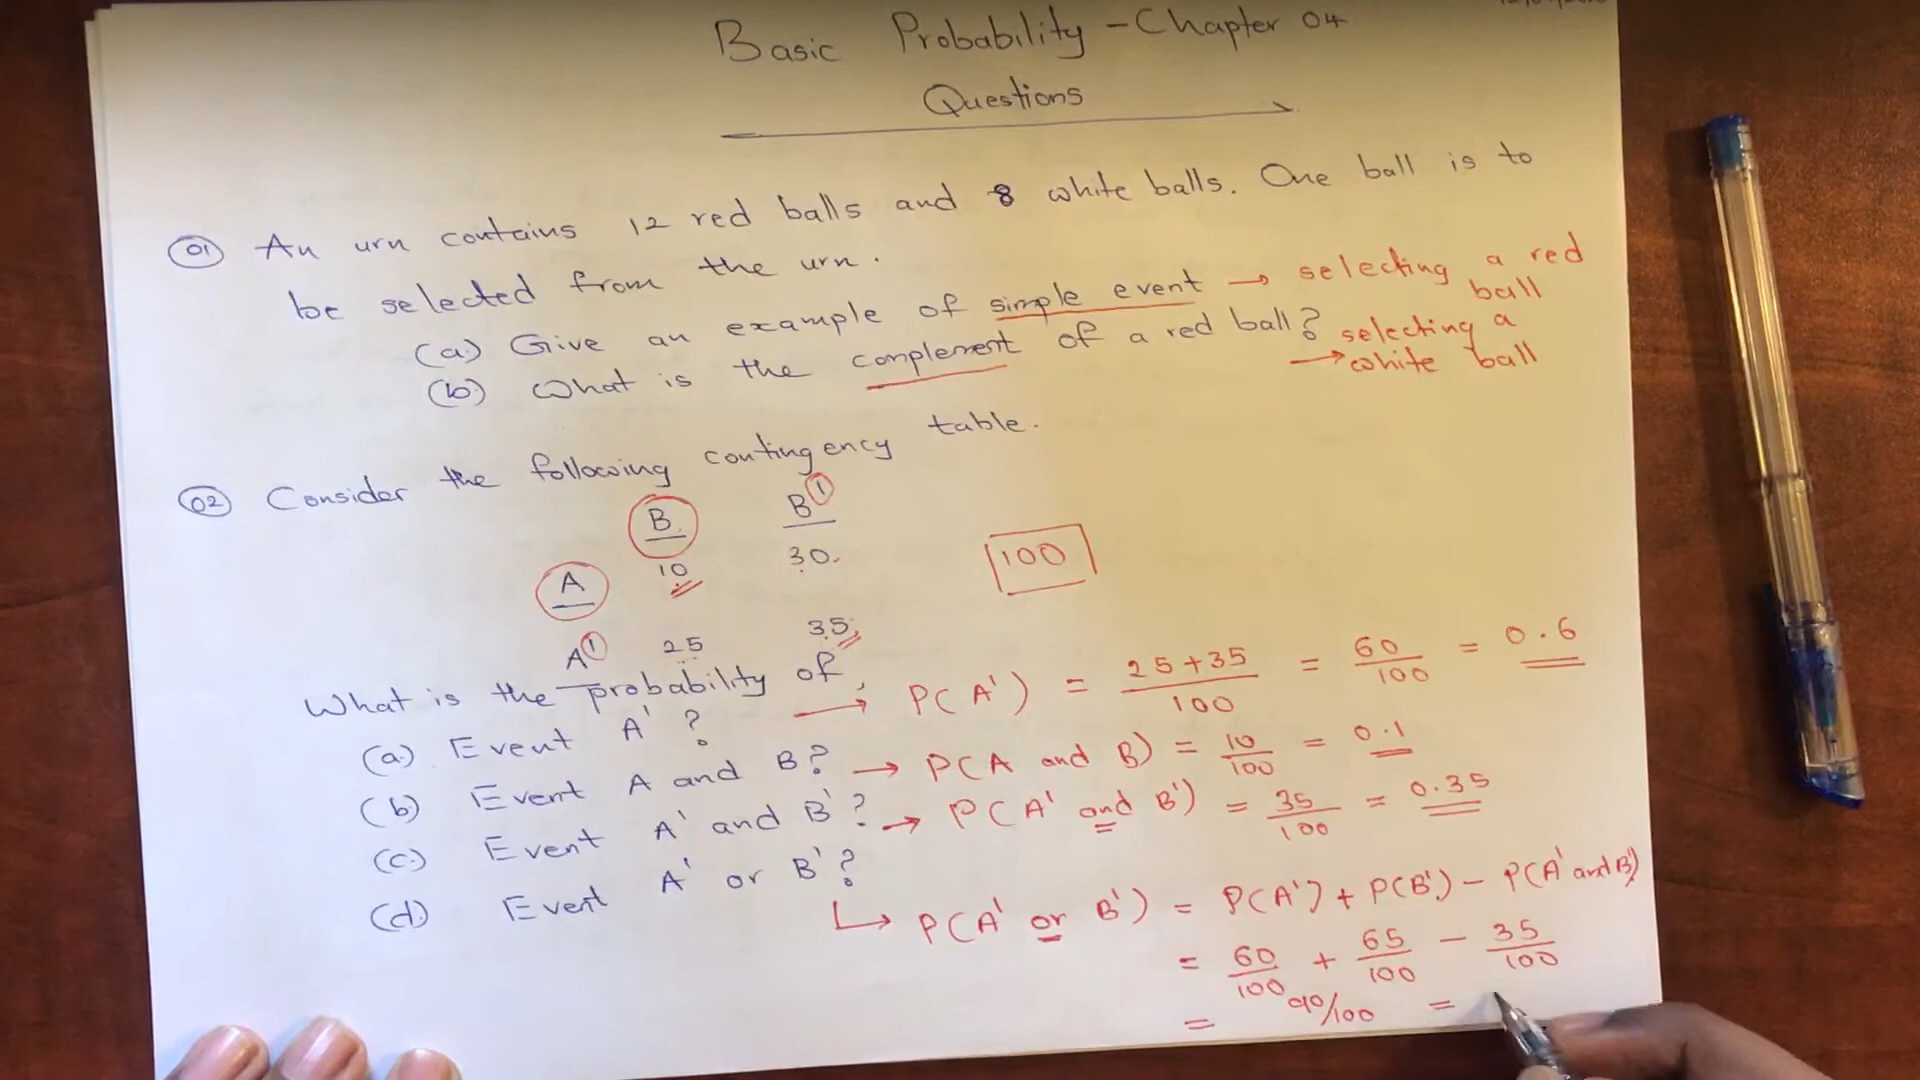 Basic Probability - Chapter 04
Questions
01 An urn contains 12 red balls and 8 white balls. One ball is to
be selected from the urn.
(a) Give an example of simple event → selecting a red ball
(b) What is the complement of a red ball? → selecting a white ball
02 Consider the following contingency table.
B B'
A 10 30 100
A' 25 35
What is the probability of,
(a) Event A' ? → P(A') = 25+35/100 = 60/100 = 0.6
(b) Event A and B? → P(A and B) = 10/100 = 0.1
(c) Event A' and B'? → P(A' and B') = 35/100 = 0.35
(d) Event A' or B'?
↳ P(A' or B') = P(A') + P(B') - P(A' and B')
= 60/100 + 65/100 - 35/100
= 90/100 =